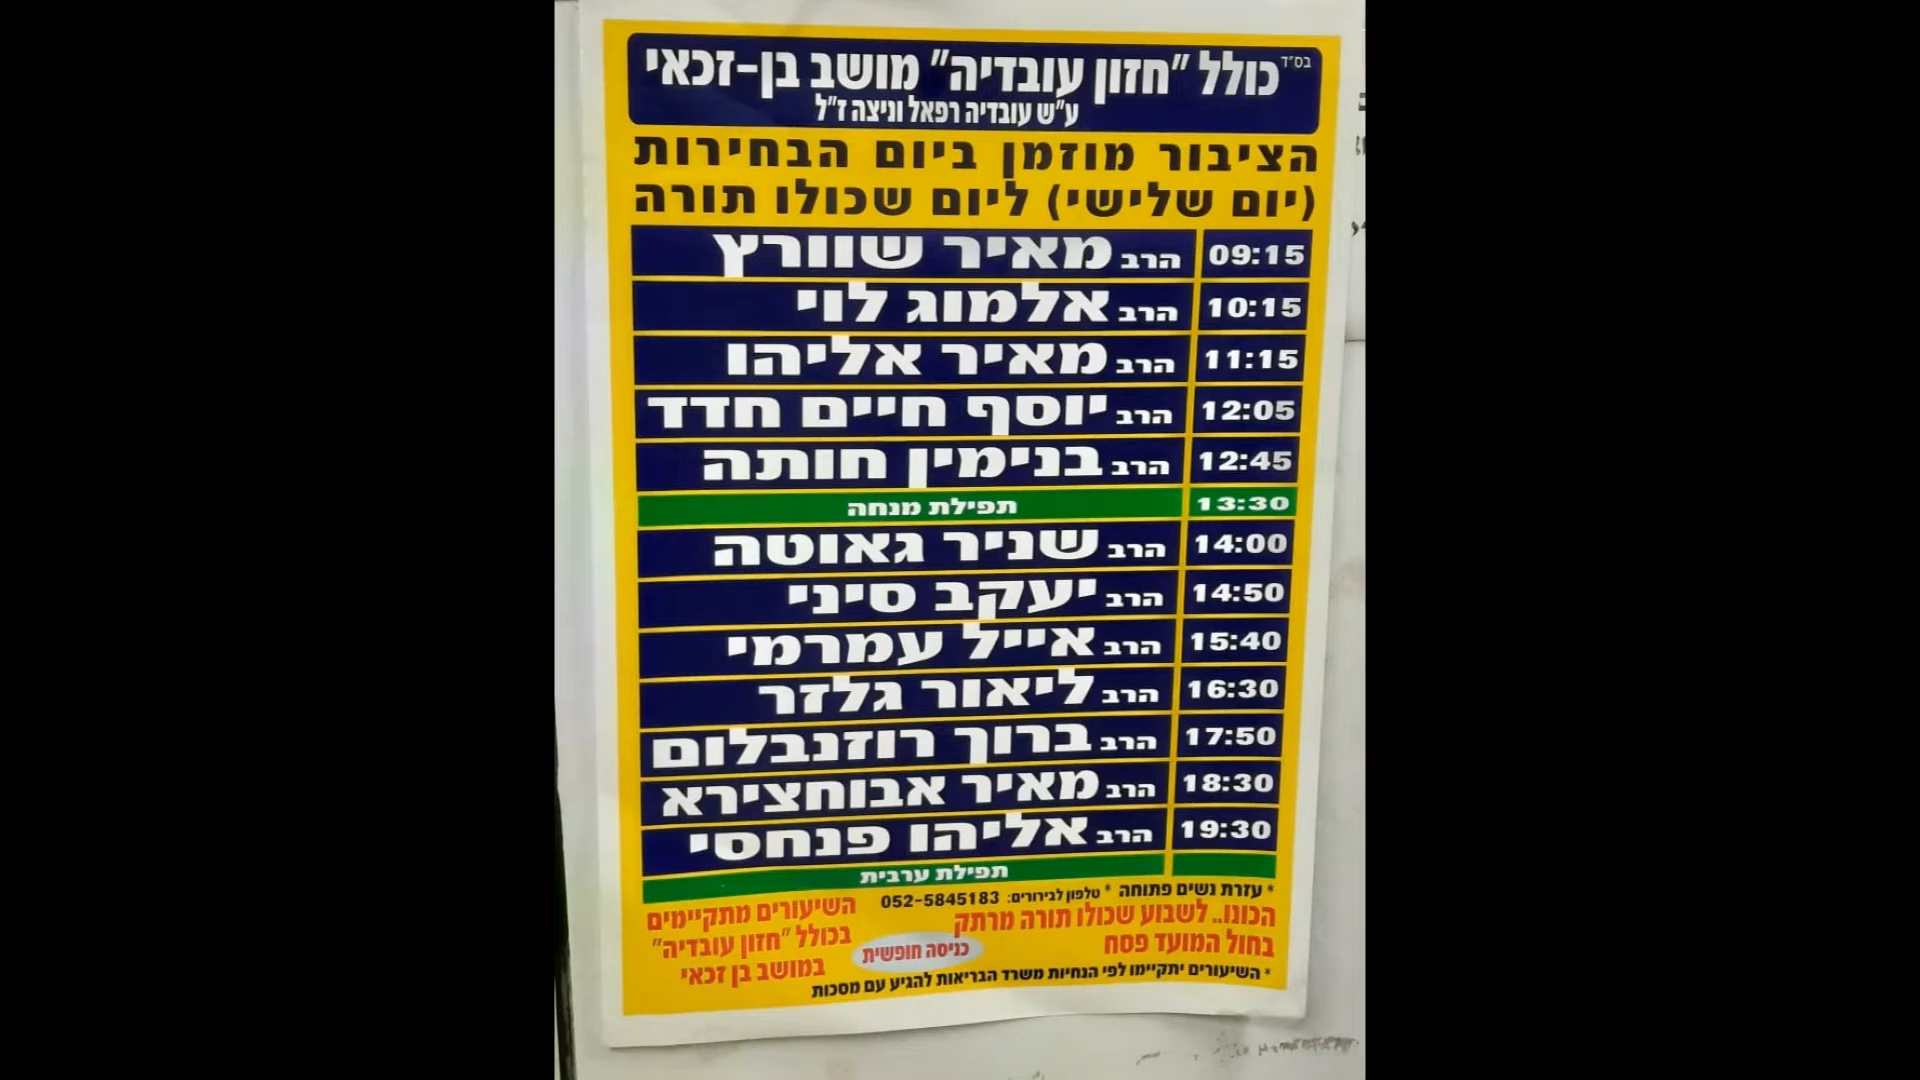 בס"ד
כולל "חזון עובדיה" מושב בן-זכאי
ע"ש עובדיה רפאל וניצה ז"ל
הציבור מוזמן ביום הבחירות
(יום שלישי) ליום שכולו תורה
09:15 הרב מאיר שוורץ
10:15 הרב אלמוג לוי
11:15 הרב מאיר אליהו
12:05 הרב יוסף חיים חדד
12:45 הרב בנימין חותה
13:30 תפילת מנחה
14:00 הרב שניר גאוטה
14:50 הרב יעקב סיני
15:40 הרב אייל עמרמי
16:30 הרב ליאור גלזר
17:50 הרב ברוך רוזנבלום
18:30 הרב מאיר אבוחצירא
19:30 הרב אליהו פנחסי
תפילת ערבית
* עזרת נשים פתוחה * טלפון לבירורים: 052-5845183
הכונו.. לשבוע שכולו תורה מרתק
בחול המועד פסח
כניסה חופשית
השיעורים מתקיימים
בכולל "חזון עובדיה"
במושב בן זכאי
* השיעורים יתקיימו לפי הנחיות משרד הבריאות להגיע עם מסכות